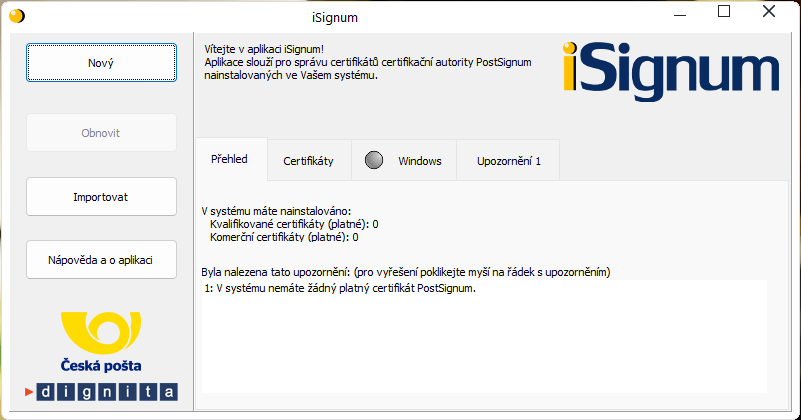 iSignum
Nový
Obnovit
Importovat
Nápověda a o aplikaci
Česká pošta
dignita
Vítejte v aplikaci iSignum!
Aplikace slouží pro správu certifikátů certifikační autority PostSignum
nainstalovaných ve Vašem systému.
iSignum
Přehled
Certifikáty
Windows
Upozornění 1
V systému máte nainstalováno:
Kvalifikované certifikáty (platné): 0
Komerční certifikáty (platné): 0
Byla nalezena tato upozornění: (pro vyřešení poklikejte myší na řádek s upozorněním)
1: V systému nemáte žádný platný certifikát PostSignum.